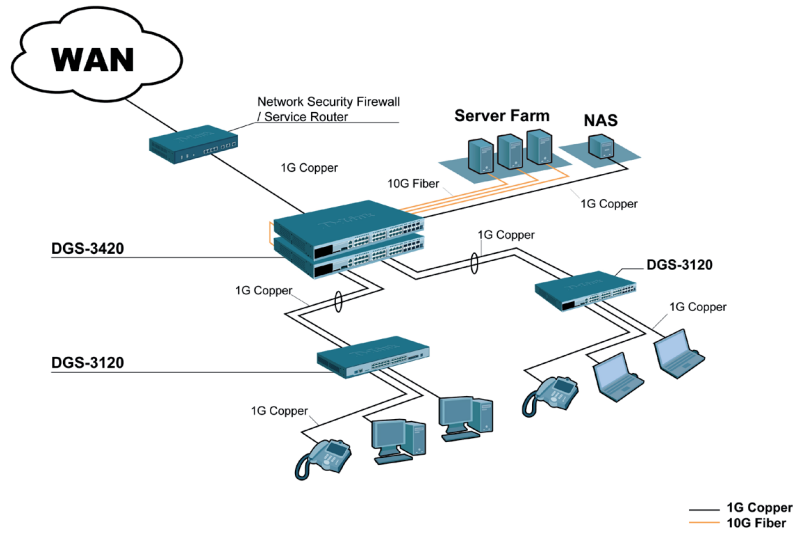 WAN
Network Security Firewall
/ Service Router
Server Farm
NAS
1G Copper
10G Fiber
1G Copper
DGS-3420
1G Copper
DGS-3120
1G Copper
1G Copper
DGS-3120
1G Copper
1G Copper
10G Fiber